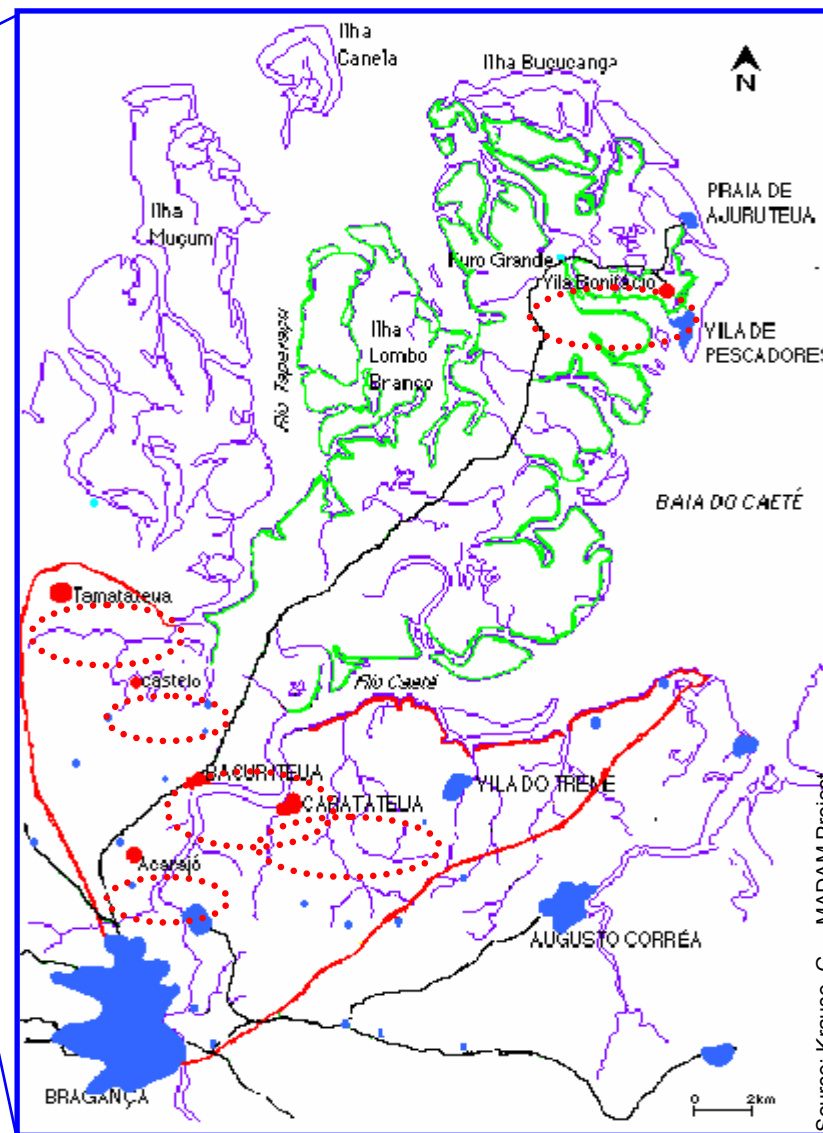 Ilha
Canela
Ilha Buçucanga
N
PRAIA DE
AJURUTEUA
Ilha
Muçum
Furo Grande
Vila Bonifácio
Rio Taperaçu
Ilha
Lombo
Branco
VILA DE
PESCADORES
BAIA DO CAETÉ
Tamatateua
castelo
Rio Caeté
BACURITEUA
VILA DO TREME
CARATATEUA
Acarajó
AUGUSTO CORRÊA
BRAGANÇA
0 2km
Source: Krause, G., MADAM Project